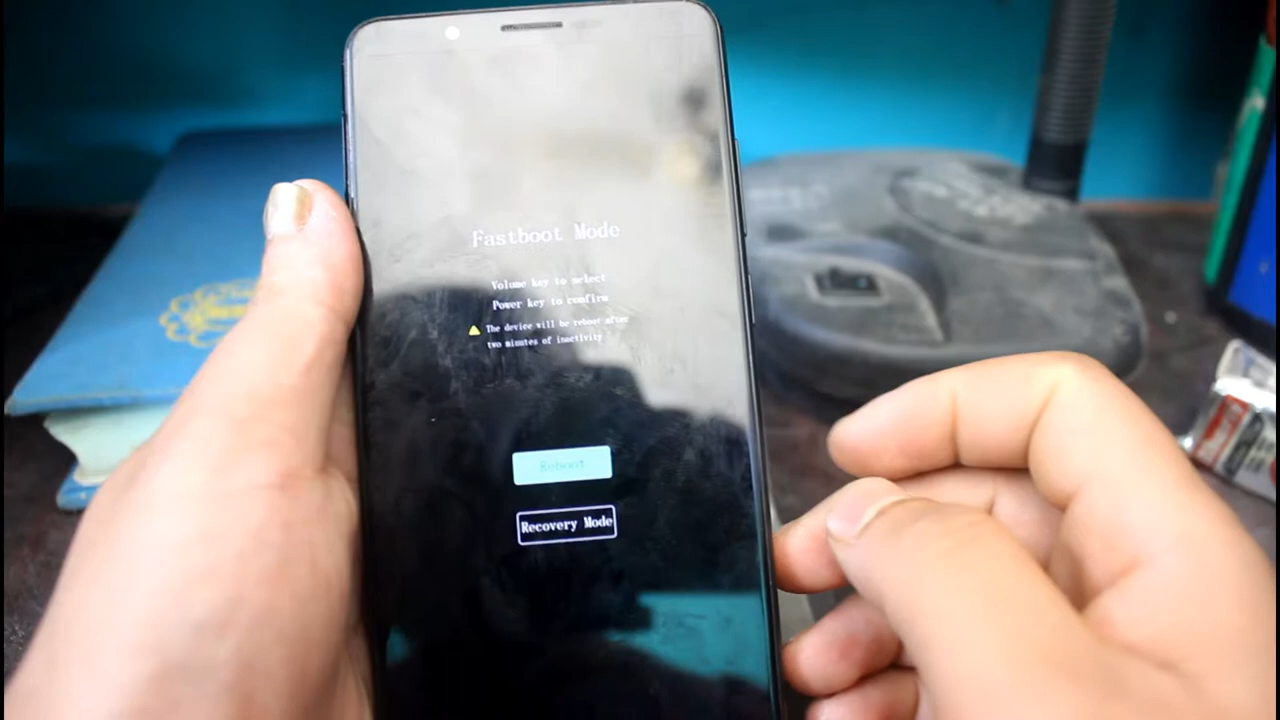 Fastboot Mode
Volume key to select
Power key to confirm
The device will be reboot after
two minutes of inactivity
Reboot
Recovery Mode